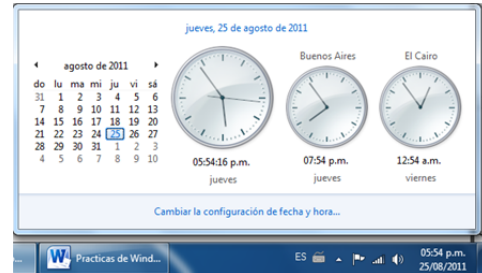 jueves, 25 de agosto de 2011
agosto de 2011
do lu ma mi ju vi sá
31 1 2 3 4 5 6
7 8 9 10 11 12 13
14 15 16 17 18 19 20
21 22 23 24 25 26 27
28 29 30 31 1 2 3
4 5 6 7 8 9 10
05:54:16 p.m.
jueves
Buenos Aires
07:54 p.m.
jueves
El Cairo
12:54 a.m.
viernes
Cambiar la configuración de fecha y hora...
Practicas de Wind...
ES
05:54 p.m.
25/08/2011